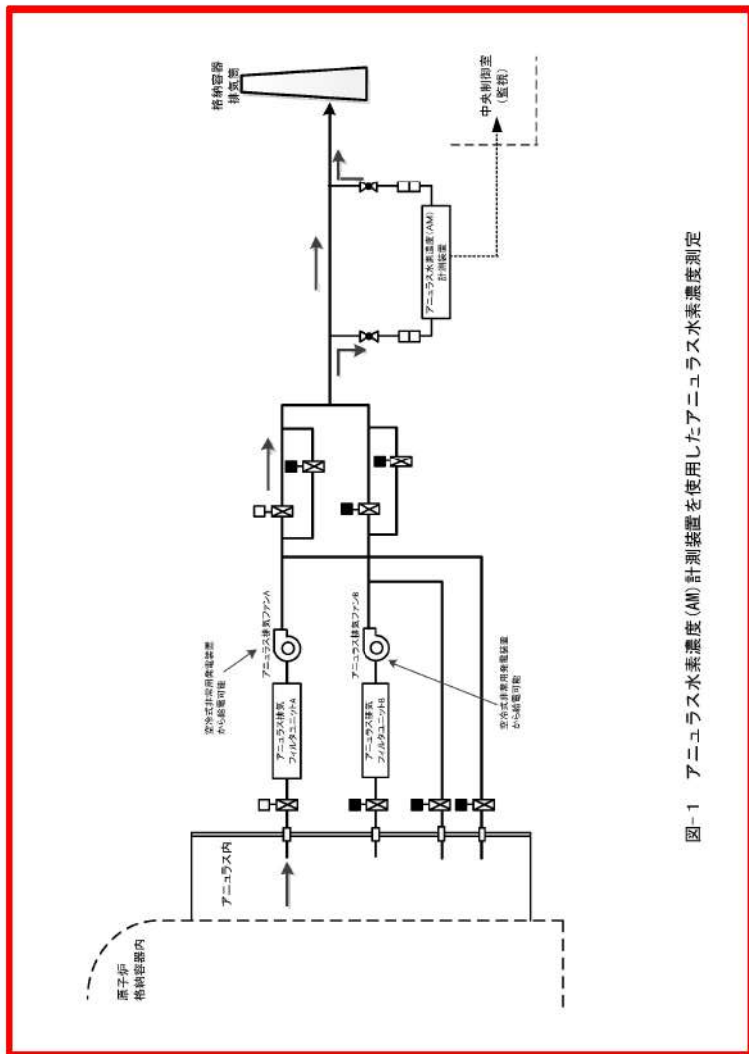 原子炉
格納容器内
アニュラス内
アニュラス排気
フィルタユニットA
アニュラス排気ファンA
空冷式非常用発電装置
から給電可能
アニュラス排気
フィルタユニットB
アニュラス排気ファンB
空冷式非常用発電装置
から給電可能
アニュラス水素濃度(AM)
計測装置
格納容器
排気筒
中央制御室
(監視)
図-1 アニュラス水素濃度(AM)計測装置を使用したアニュラス水素濃度測定